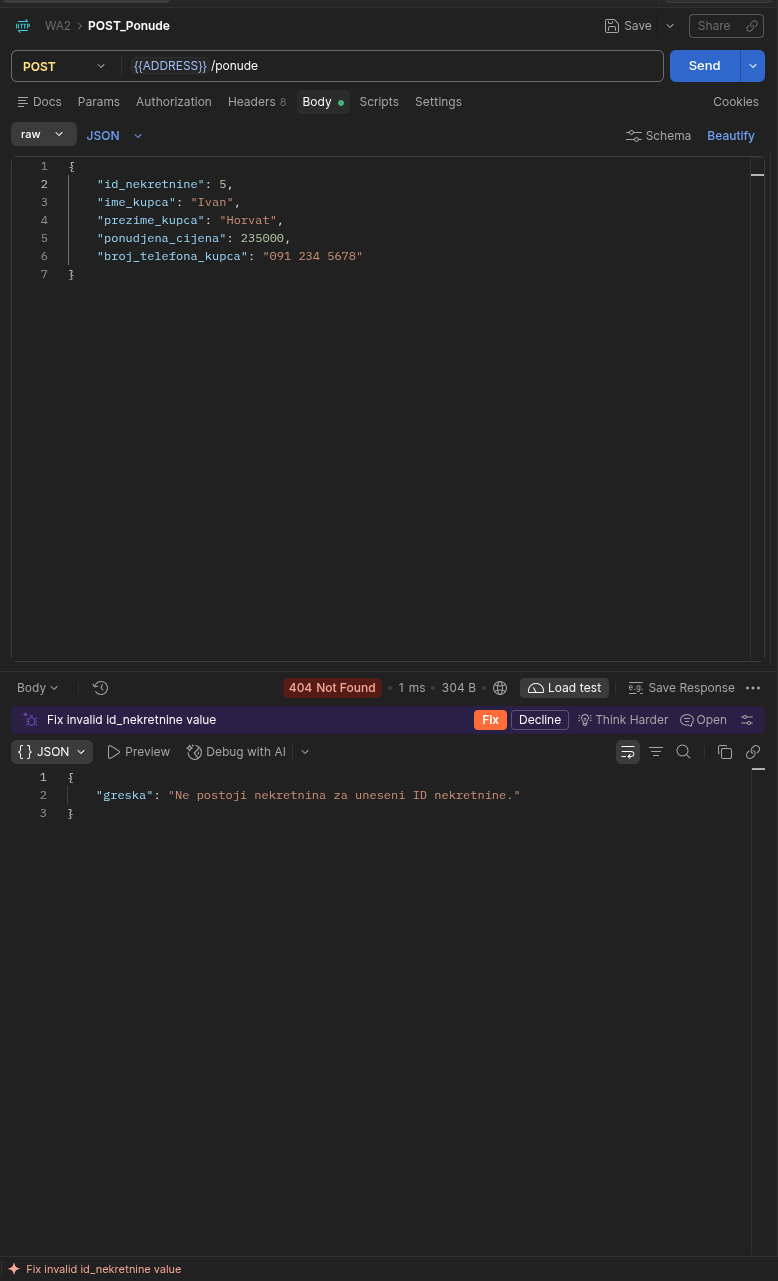 HTTP WA2 > POST_Ponude Save Share
POST {{ADDRESS}} /ponude Send
Docs Params Authorization Headers 8 Body Scripts Settings Cookies
raw JSON Schema Beautify
1 {
2 "id_nekretnine": 5,
3 "ime_kupca": "Ivan",
4 "prezime_kupca": "Horvat",
5 "ponudjena_cijena": 235000,
6 "broj_telefona_kupca": "091 234 5678"
7 }
Body 404 Not Found • 1 ms • 304 B • Load test e.g. Save Response
Fix invalid id_nekretnine value Fix Decline Think Harder Open
{} JSON Preview Debug with AI
1 {
2 "greska": "Ne postoji nekretnina za uneseni ID nekretnine."
3 }
Fix invalid id_nekretnine value